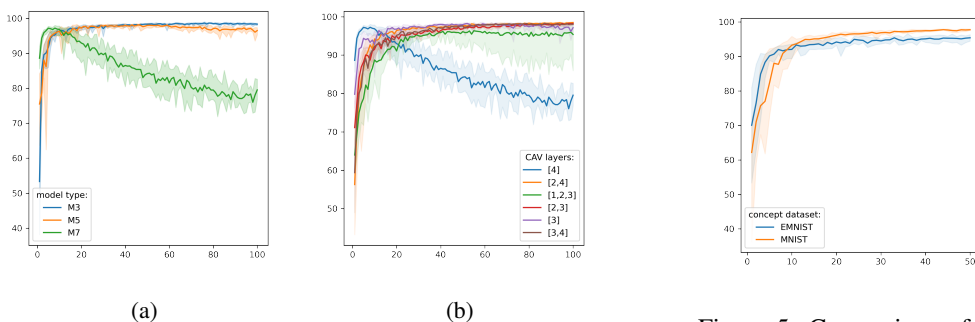 100
90
80
70
60
50
40
model type:
M3
M5
M7
0 20 40 60 80 100
(a)
100
90
80
70
60
50
CAV layers:
[4]
[2,4]
[1,2,3]
[2,3]
[3]
[3,4]
0 20 40 60 80 100
(b)
100
90
80
70
60
50
40
concept dataset:
EMNIST
MNIST
0 10 20 30 40 50